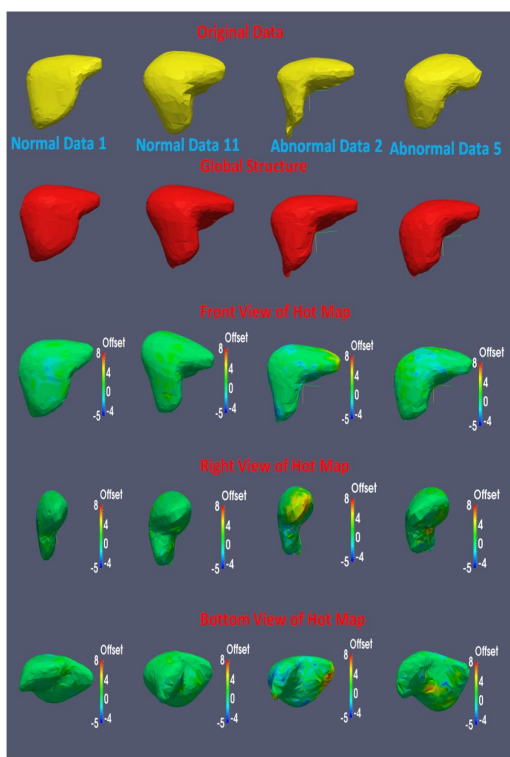 Original Data
Normal Data 1 Normal Data 11 Abnormal Data 2 Abnormal Data 5
Global Structure
Front View of Hot Map
Offset Offset Offset Offset
8 8 8 8
4 4 4 4
0 0 0 0
-5 -4 -5 -4 -5 -4 -5 -4
Right View of Hot Map
Offset Offset Offset Offset
8 8 8 8
4 4 4 4
0 0 0 0
-5 -4 -5 -4 -5 -4 -5 -4
Bottom View of Hot Map
Offset Offset Offset Offset
8 8 8 8
4 4 4 4
0 0 0 0
-5 -4 -5 -4 -5 -4 -5 -4